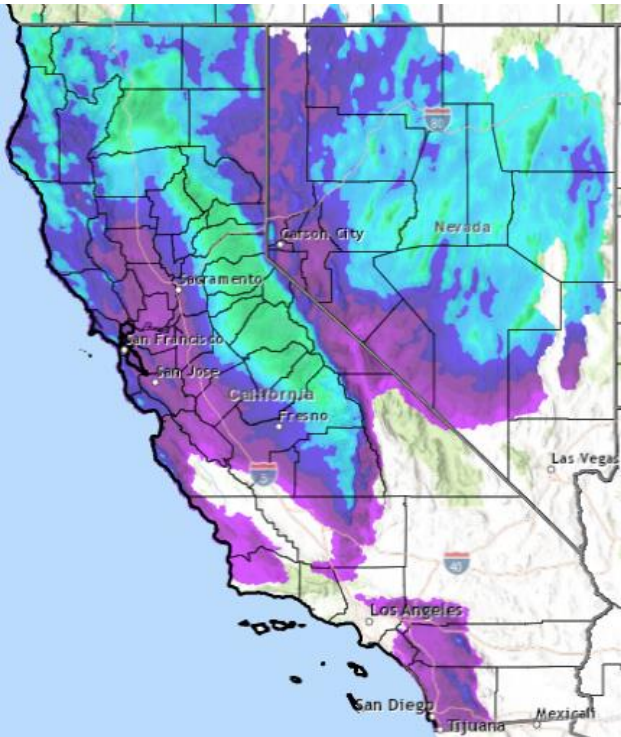 80
Nevada
Carson City
Sacramento
San Francisco
San Jose
California
Fresno
Las Vegas
5
40
Los Angeles
San Diego
Mexicali
Tijuana